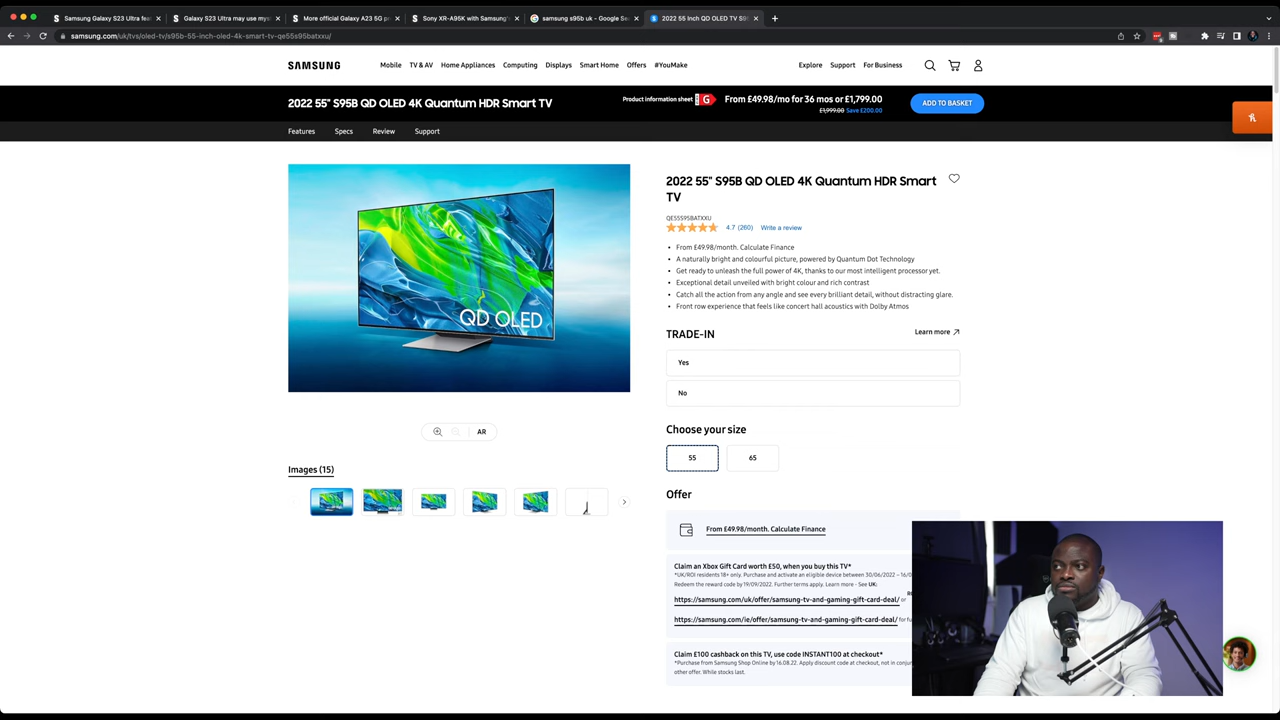 Samsung Galaxy S23 Ultra feat
Galaxy S23 Ultra may use mys
More official Galaxy A23 5G p
Sony XR-A95K with Samsung'
samsung s95b uk - Google Se
2022 55 Inch QD OLED TV S95
samsung.com/uk/tvs/oled-tv/s95b-55-inch-oled-4k-smart-tv-qe55s95batxxu/
SAMSUNG Mobile TV & AV Home Appliances Computing Displays Smart Home Offers #YouMake Explore Support For Business
2022 55" S95B QD OLED 4K Quantum HDR Smart TV
Product information sheet G
From £49.98/mo for 36 mos or £1,799.00
£1,999.00 Save £200.00
ADD TO BASKET
Features Specs Review Support
QD OLED
AR
Images (15)
2022 55" S95B QD OLED 4K Quantum HDR Smart
TV
QE55S95BATXXU
4.7 (260) Write a review
From £49.98/month. Calculate Finance
A naturally bright and colourful picture, powered by Quantum Dot Technology
Get ready to unleash the full power of 4K, thanks to our most intelligent processor yet.
Exceptional detail unveiled with bright colour and rich contrast
Catch all the action from any angle and see every brilliant detail, without distracting glare.
Front row experience that feels like concert hall acoustics with Dolby Atmos
TRADE-IN Learn more
Yes
No
Choose your size
55 65
Offer
From £49.98/month. Calculate Finance
Claim an Xbox Gift Card worth £50, when you buy this TV*
*UK/ROI residents 18+ only. Purchase and activate an eligible device between 30/06/2022 – 16/0
Redeem the reward code by 19/09/2022. Further terms apply. Learn more - See UK:
https://samsung.com/uk/offer/samsung-tv-and-gaming-gift-card-deal/ or
https://samsung.com/ie/offer/samsung-tv-and-gaming-gift-card-deal/ for fu
Claim £100 cashback on this TV, use code INSTANT100 at checkout*
*Purchase from Samsung Shop Online by 16.08.22. Apply discount code at checkout, not in conjun
other offer. While stocks last.